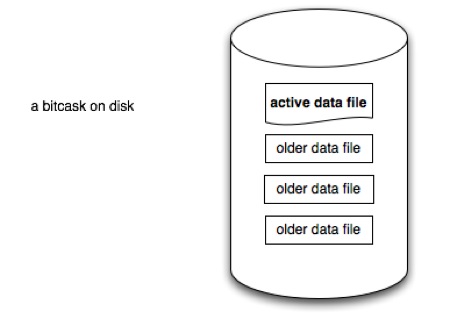 a bitcask on disk
active data file
older data file
older data file
older data file